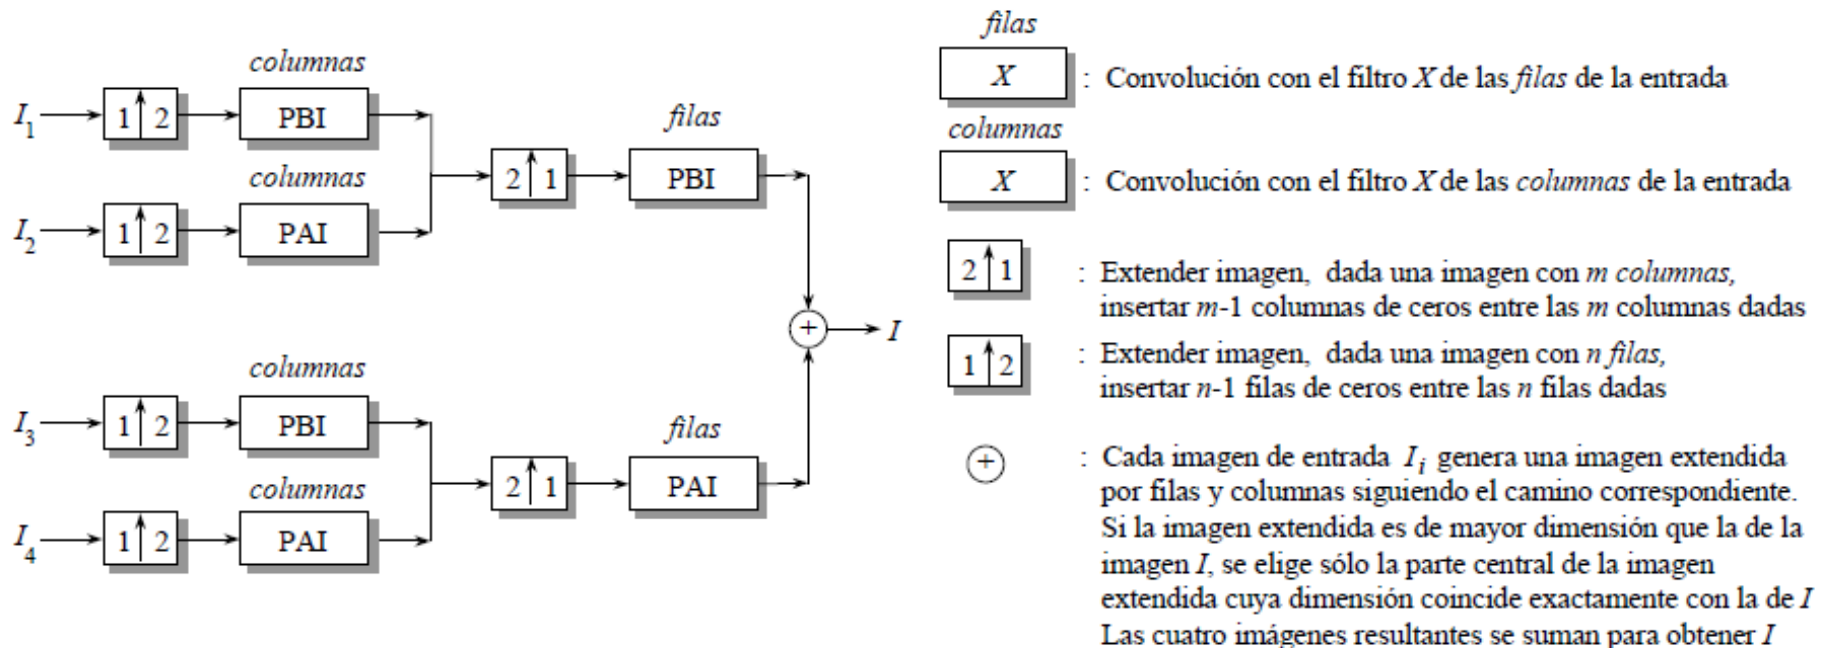 columnas
I1 1 2 PBI
filas
columnas
2 1 PBI
I2 1 2 PAI
+ I
columnas
I3 1 2 PBI
filas
columnas
2 1 PAI
I4 1 2 PAI
filas
X : Convolución con el filtro X de las filas de la entrada
columnas
X : Convolución con el filtro X de las columnas de la entrada
2 1 : Extender imagen, dada una imagen con m columnas,
insertar m-1 columnas de ceros entre las m columnas dadas
1 2 : Extender imagen, dada una imagen con n filas,
insertar n-1 filas de ceros entre las n filas dadas
+ : Cada imagen de entrada Ii genera una imagen extendida
por filas y columnas siguiendo el camino correspondiente.
Si la imagen extendida es de mayor dimensión que la de la
imagen I, se elige sólo la parte central de la imagen
extendida cuya dimensión coincide exactamente con la de I
Las cuatro imágenes resultantes se suman para obtener I